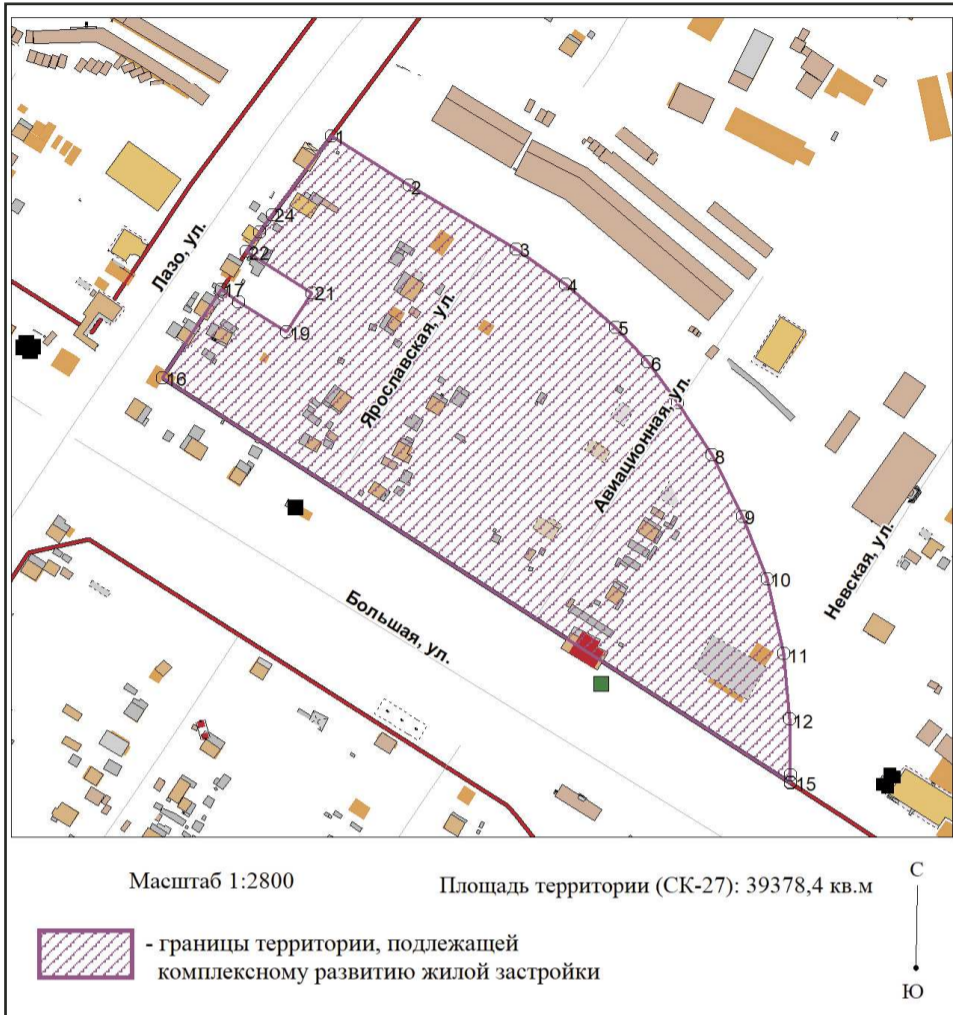 1
2
3
24
Лазо, ул.
22
4
17
21
Ярославская, ул.
5
19
6
16
Авиационная, ул.
8
9
10
Невская, ул.
Большая, ул.
11
12
15
Масштаб 1:2800
Площадь территории (СК-27): 39378,4 кв.м
С
- границы территории, подлежащей
комплексному развитию жилой застройки
Ю